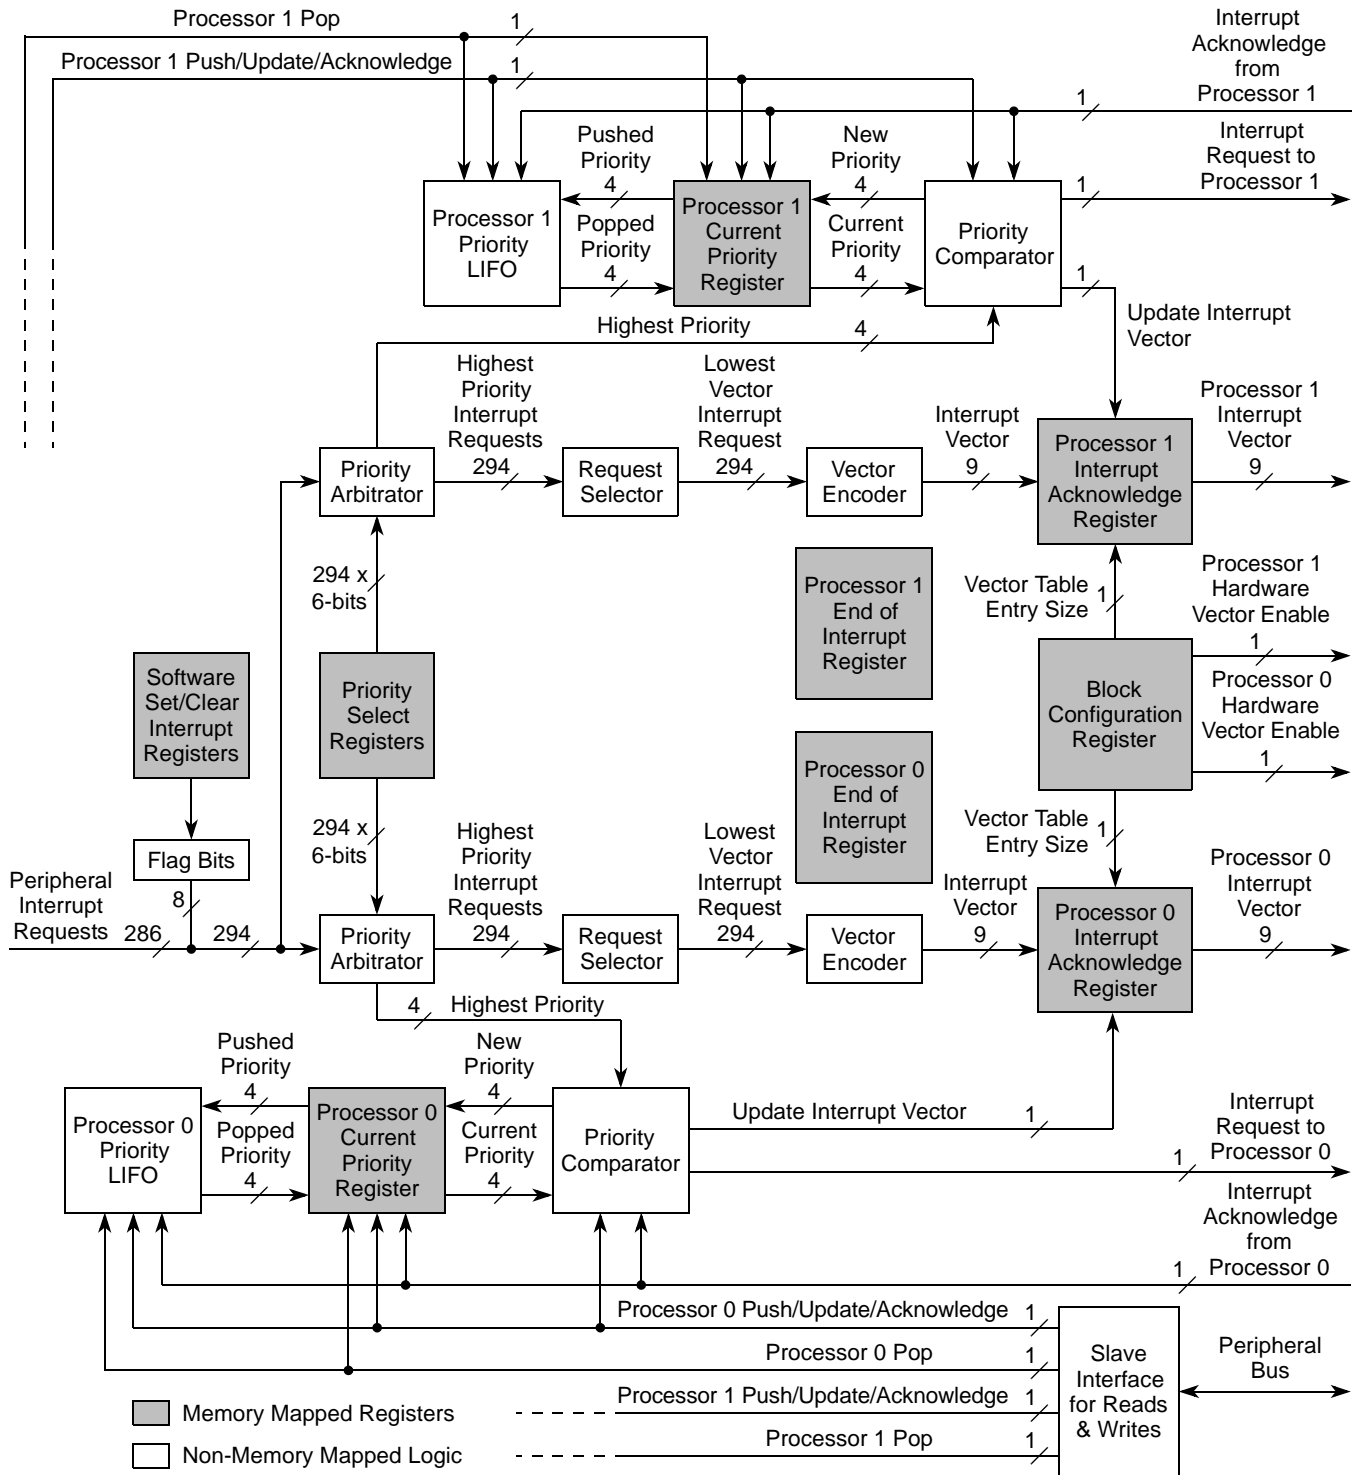 Processor 1 Pop
1
Processor 1 Push/Update/Acknowledge
1
Interrupt
Acknowledge
from
Processor 1
1
Interrupt
Request to
Processor 1
1
Pushed
Priority
4
New
Priority
4
Processor 1
Priority
LIFO
Popped
Priority
4
Processor 1
Current
Priority
Register
Current
Priority
4
Priority
Comparator
1
Update Interrupt
Vector
Highest Priority
4
Highest
Priority
Interrupt
Requests
294
Lowest
Vector
Interrupt
Request
294
Interrupt
Vector
9
Processor 1
Interrupt
Vector
9
Priority
Arbitrator
Request
Selector
Vector
Encoder
Processor 1
Interrupt
Acknowledge
Register
294 x
6-bits
Processor 1
End of
Interrupt
Register
Vector Table
Entry Size
1
Processor 1
Hardware
Vector Enable
1
Software
Set/Clear
Interrupt
Registers
Priority
Select
Registers
Block
Configuration
Register
Processor 0
Hardware
Vector Enable
1
Processor 0
End of
Interrupt
Register
294 x
6-bits
Vector Table
Entry Size
1
Flag Bits
8
Peripheral
Interrupt
Requests
286
294
Highest
Priority
Interrupt
Requests
294
Lowest
Vector
Interrupt
Request
294
Interrupt
Vector
9
Processor 0
Interrupt
Vector
9
Priority
Arbitrator
Request
Selector
Vector
Encoder
Processor 0
Interrupt
Acknowledge
Register
4
Highest Priority
Pushed
Priority
4
New
Priority
4
Processor 0
Priority
LIFO
Popped
Priority
4
Processor 0
Current
Priority
Register
Current
Priority
4
Priority
Comparator
Update Interrupt Vector
1
Interrupt
Request to
Processor 0
1
Interrupt
Acknowledge
from
Processor 0
1
Processor 0 Push/Update/Acknowledge
1
Processor 0 Pop
1
Processor 1 Push/Update/Acknowledge
1
Processor 1 Pop
1
Slave
Interface
for Reads
& Writes
Peripheral
Bus
Memory Mapped Registers
Non-Memory Mapped Logic